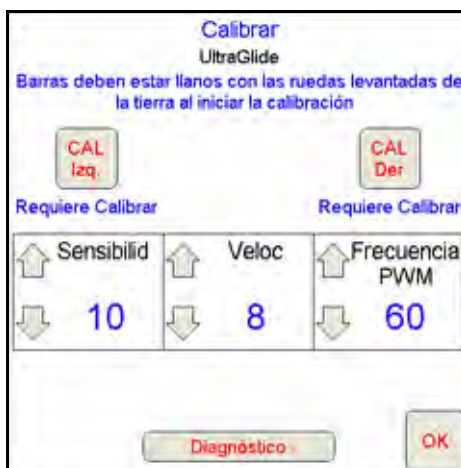 Calibrar
UltraGlide
Barras deben estar llanos con las ruedas levantadas de
la tierra al iniciar la calibración
CAL
Izq.
CAL
Der
Requiere Calibrar
Requiere Calibrar
Sensibilid
Veloc
Frecuencia
PWM
10
8
60
Diagnóstico
OK